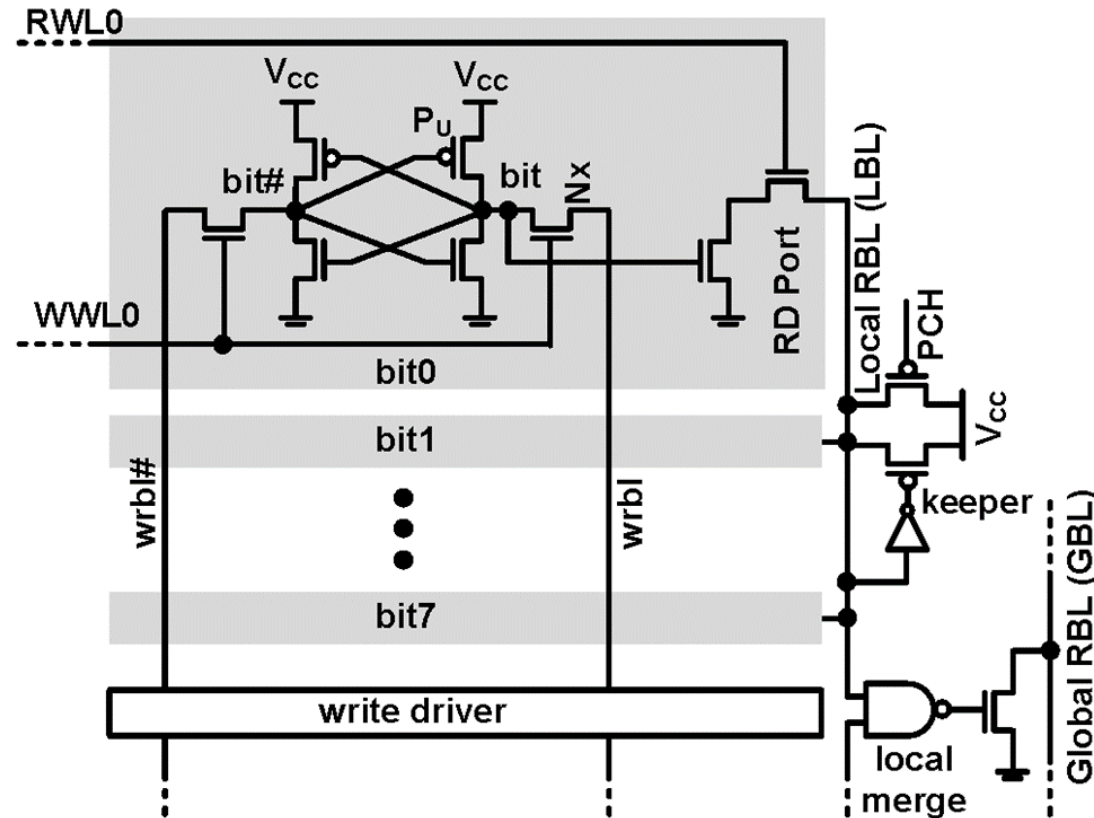 RWL0
VCC
VCC
PU
bit#
bit
Nx
WWL0
RD Port
Local RBL (LBL)
PCH
VCC
bit0
bit1
wrbl#
wrbl
keeper
bit7
Global RBL (GBL)
write driver
local
merge